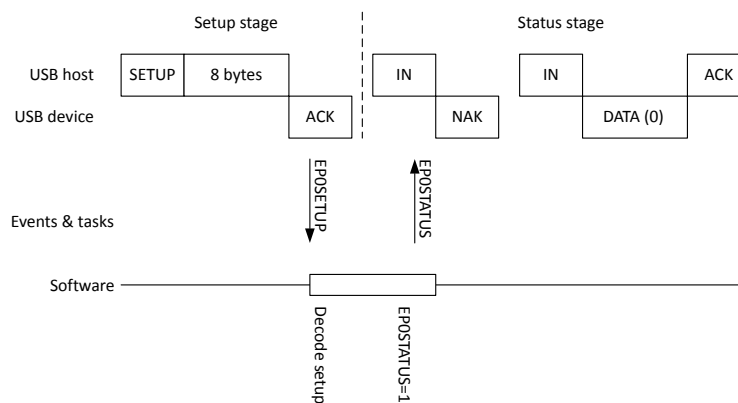 Setup stage
Status stage
USB host
SETUP
8 bytes
IN
IN
ACK
USB device
ACK
NAK
DATA (0)
EP0SETUP
EP0STATUS
Events & tasks
Software
Decode setup
EP0STATUS=1